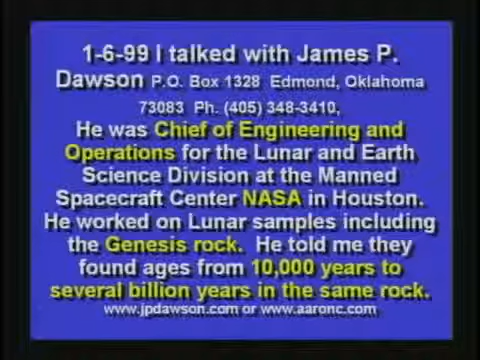 1-6-99 I talked with James P.
Dawson P.O. Box 1328 Edmond, Oklahoma
73083 Ph. (405) 348-3410,
He was Chief of Engineering and
Operations for the Lunar and Earth
Science Division at the Manned
Spacecraft Center NASA in Houston.
He worked on Lunar samples including
the Genesis rock. He told me they
found ages from 10,000 years to
several billion years in the same rock.
www.jpdawson.com or www.aaronc.com